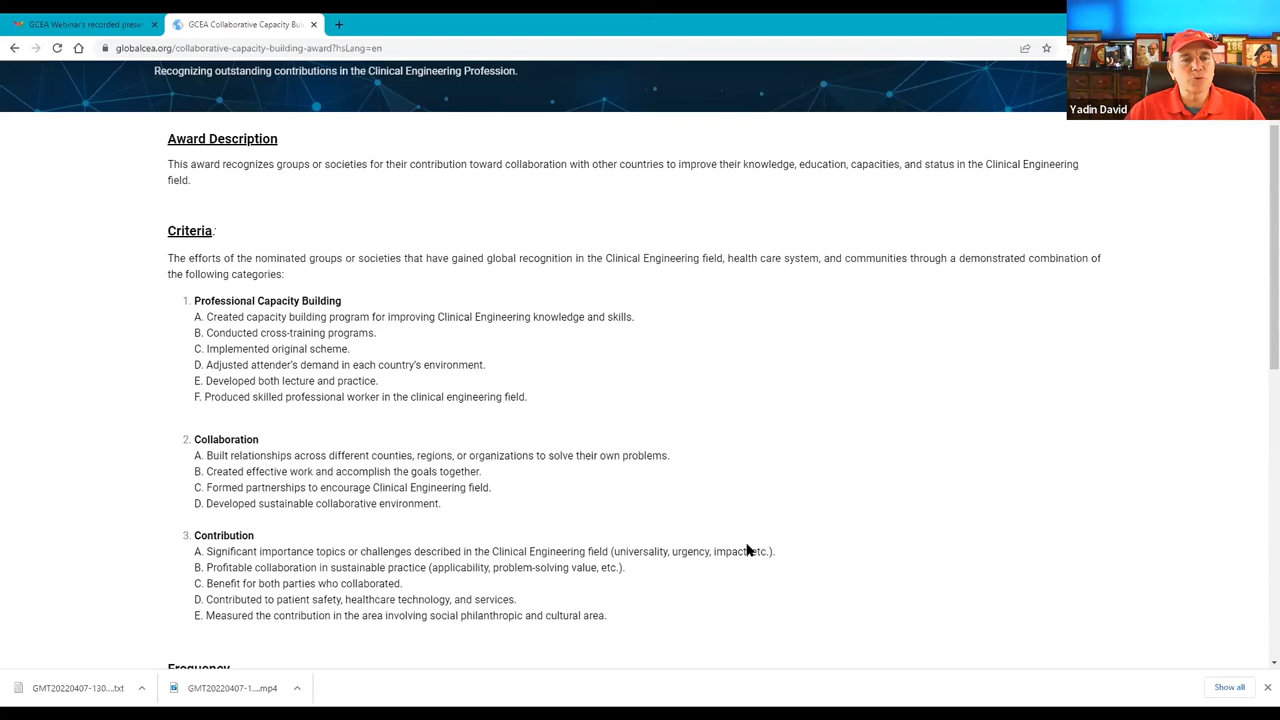 GCEA Webinar's recorded prese
GCEA Collaborative Capacity Buil
globalcea.org/collaborative-capacity-building-award?hsLang=en
186
Yadin David
Recognizing outstanding contributions in the Clinical Engineering Profession.
Award Description
This award recognizes groups or societies for their contribution toward collaboration with other countries to improve their knowledge, education, capacities, and status in the Clinical Engineering
field.
Criteria:
The efforts of the nominated groups or societies that have gained global recognition in the Clinical Engineering field, health care system, and communities through a demonstrated combination of
the following categories:
1. Professional Capacity Building
A. Created capacity building program for improving Clinical Engineering knowledge and skills.
B. Conducted cross-training programs.
C. Implemented original scheme.
D. Adjusted attender's demand in each country's environment.
E. Developed both lecture and practice.
F. Produced skilled professional worker in the clinical engineering field.
2. Collaboration
A. Built relationships across different counties, regions, or organizations to solve their own problems.
B. Created effective work and accomplish the goals together.
C. Formed partnerships to encourage Clinical Engineering field.
D. Developed sustainable collaborative environment.
3. Contribution
A. Significant importance topics or challenges described in the Clinical Engineering field (universality, urgency, impact, etc.).
B. Profitable collaboration in sustainable practice (applicability, problem-solving value, etc.).
C. Benefit for both parties who collaborated.
D. Contributed to patient safety, healthcare technology, and services.
E. Measured the contribution in the area involving social philanthropic and cultural area.
Frequency
GMT20220407-130....txt
GMT20220407-1....mp4
Show all